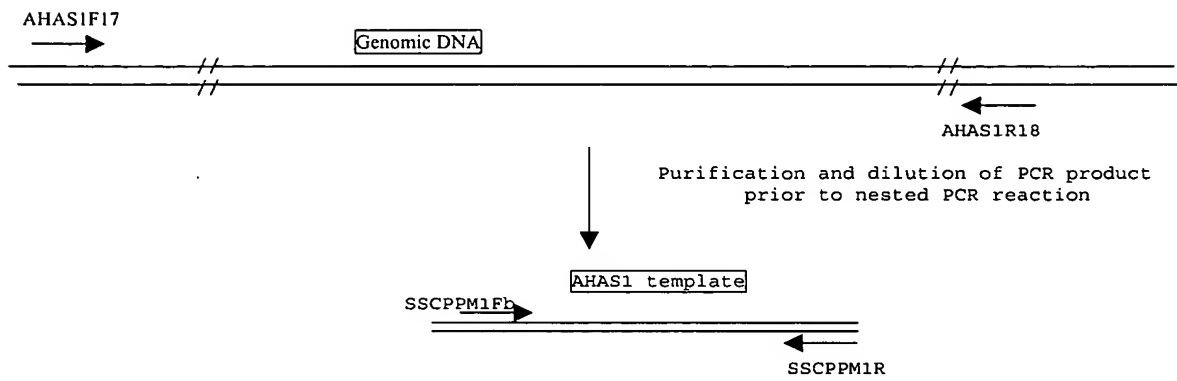 AHAS1F17
Genomic DNA
AHAS1R18
Purification and dilution of PCR product
prior to nested PCR reaction
AHAS1 template
SSCPPM1Fb
SSCPPM1R